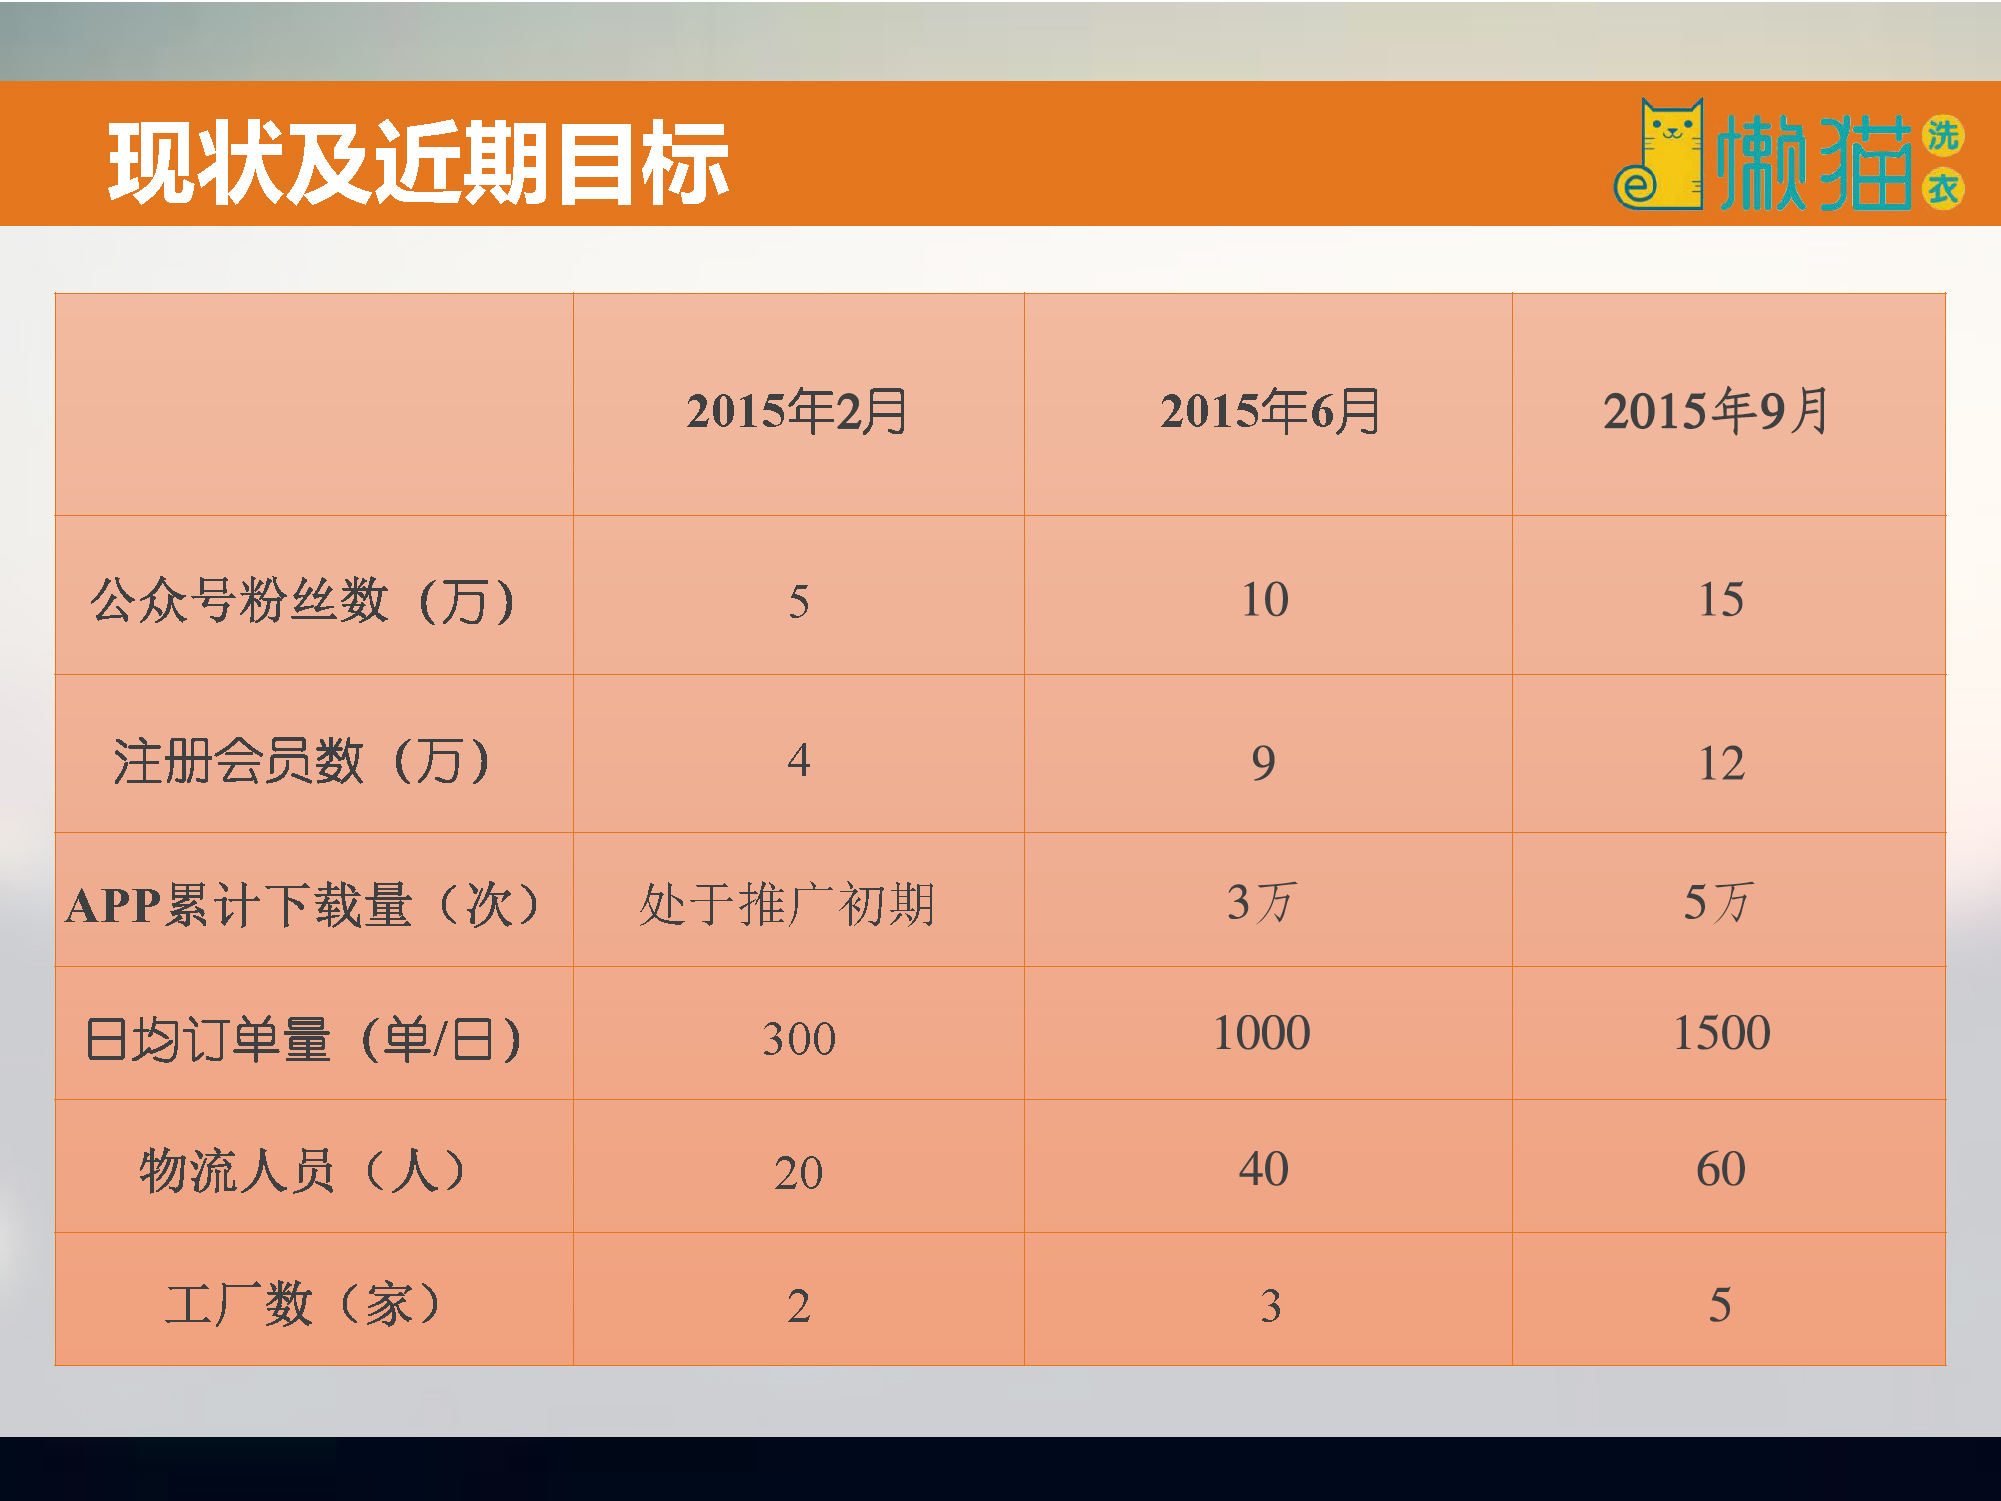 现状及近期目标
e 懒猫 洗衣
2015年2月 2015年6月 2015年9月
公众号粉丝数（万） 5 10 15
注册会员数（万） 4 9 12
APP累计下载量（次） 处于推广初期 3万 5万
日均订单量（单/日） 300 1000 1500
物流人员（人） 20 40 60
工厂数（家） 2 3 5